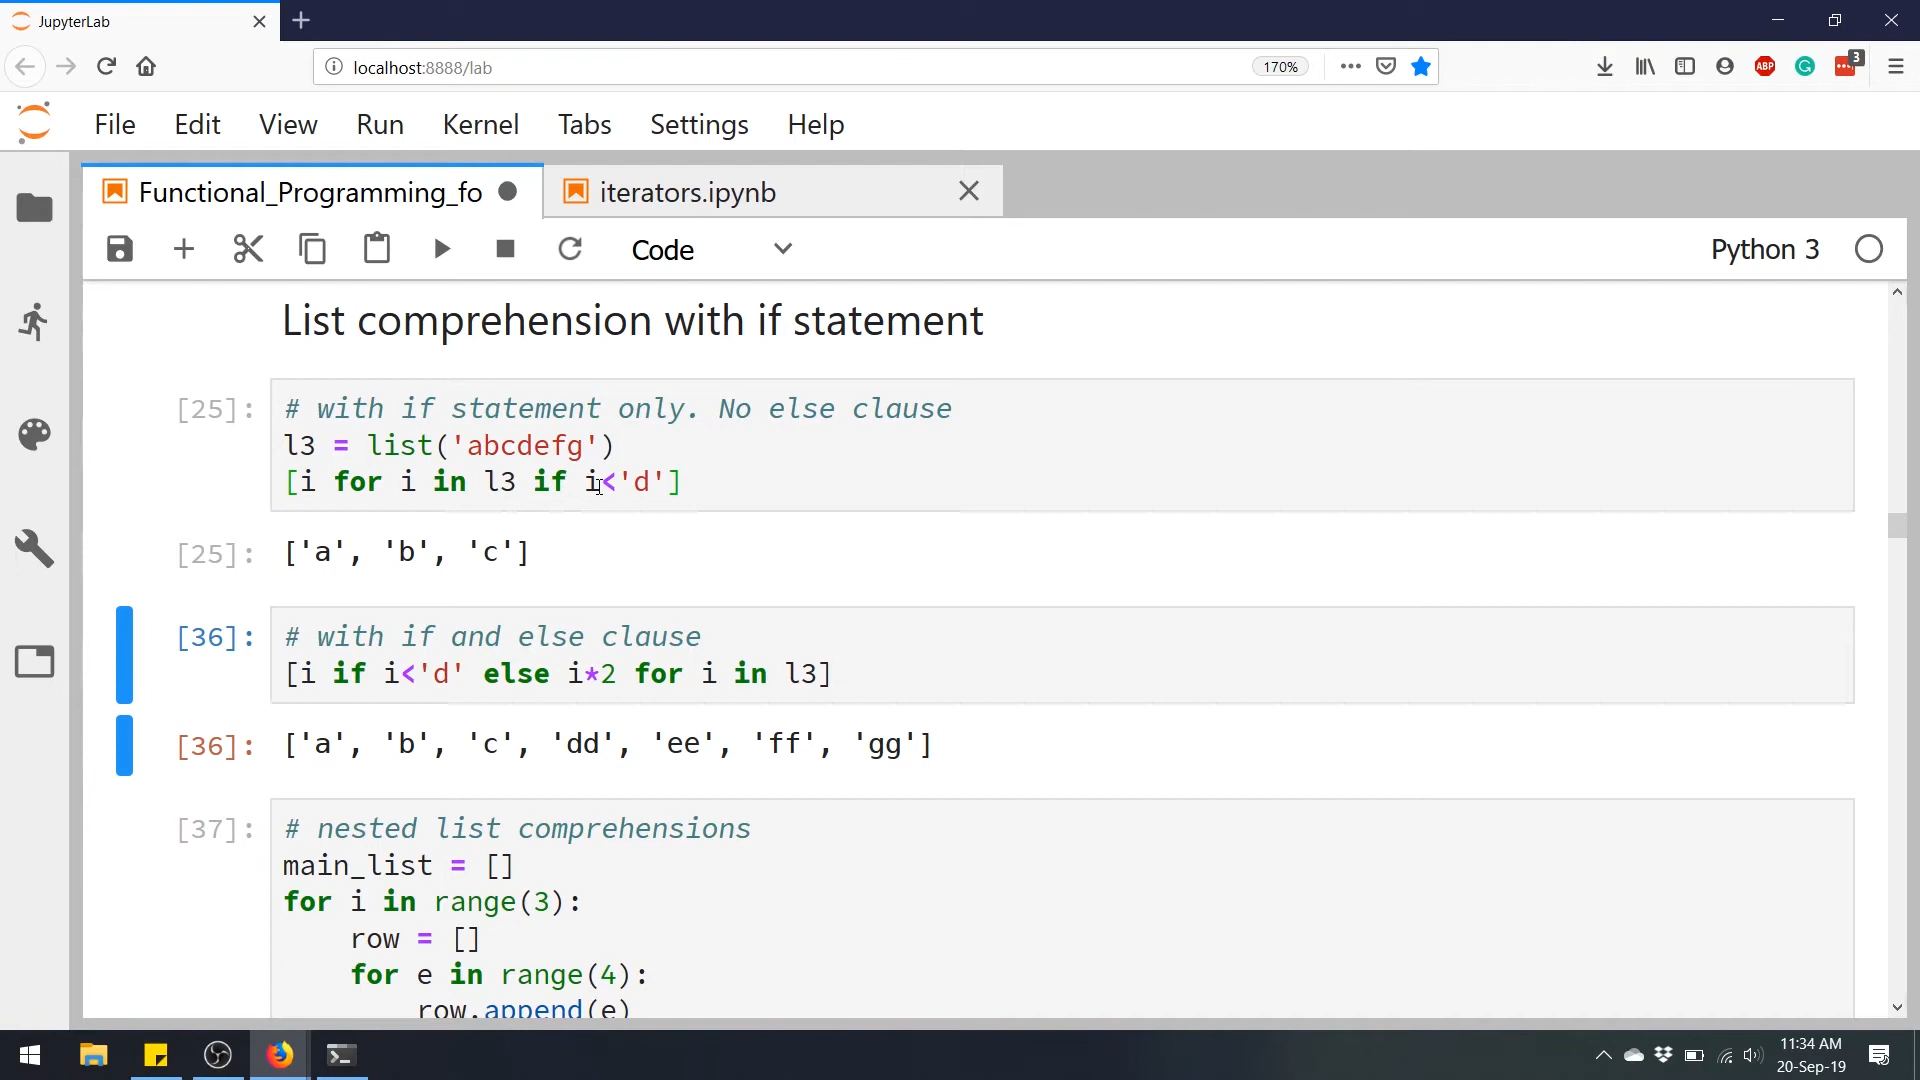 JupyterLab
localhost:8888/lab
170%
ABP
3
File Edit View Run Kernel Tabs Settings Help
Functional_Programming_fo
iterators.ipynb
Code
Python 3
List comprehension with if statement
[25]:
# with if statement only. No else clause
l3 = list('abcdefg')
[i for i in l3 if i<'d']
[25]:
['a', 'b', 'c']
[36]:
# with if and else clause
[i if i<'d' else i*2 for i in l3]
[36]:
['a', 'b', 'c', 'dd', 'ee', 'ff', 'gg']
[37]:
# nested list comprehensions
main_list = []
for i in range(3):
row = []
for e in range(4):
row.append(e)
11:34 AM
20-Sep-19